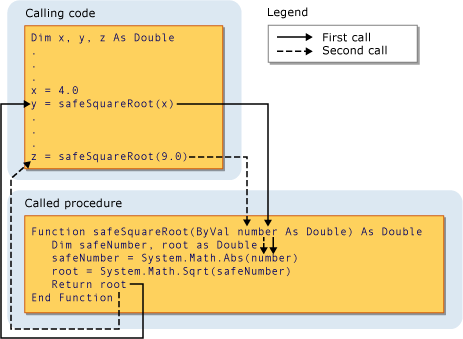 Calling code
Dim x, y, z As Double
.
.
.
x = 4.0
y = safeSquareRoot(x)
.
.
.
z = safeSquareRoot(9.0)
Legend
First call
Second call
Called procedure
Function safeSquareRoot(ByVal number As Double) As Double
Dim safeNumber, root as Double
safeNumber = System.Math.Abs(number)
root = System.Math.Sqrt(safeNumber)
Return root
End Function